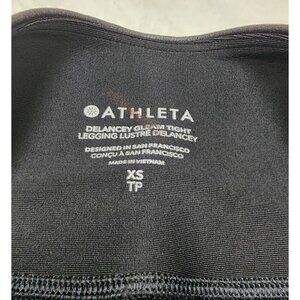 ATHLETA
DELANCEY GLEAM TIGHT
LEGGING LUSTRÉ DELANCEY
DESIGNED IN SAN FRANCISCO
CONÇU À SAN FRANCISCO
MADE IN VIETNAM
XS
TP